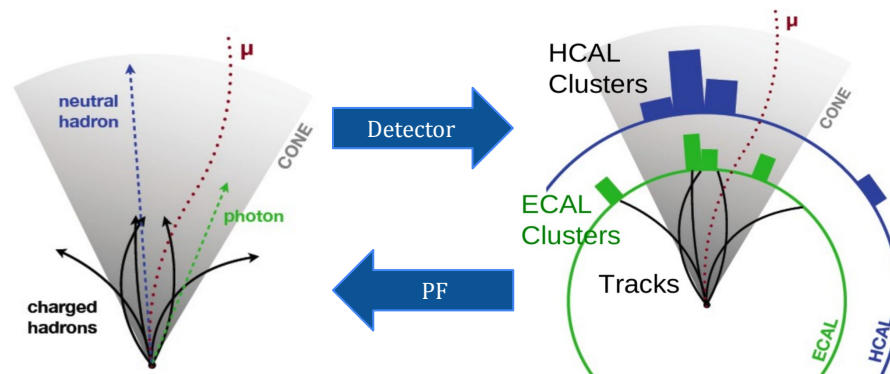 μ
neutral
hadron
CONE
photon
charged
hadrons
Detector
PF
μ
HCAL
Clusters
CONE
ECAL
Clusters
Tracks
ECAL
HCAL